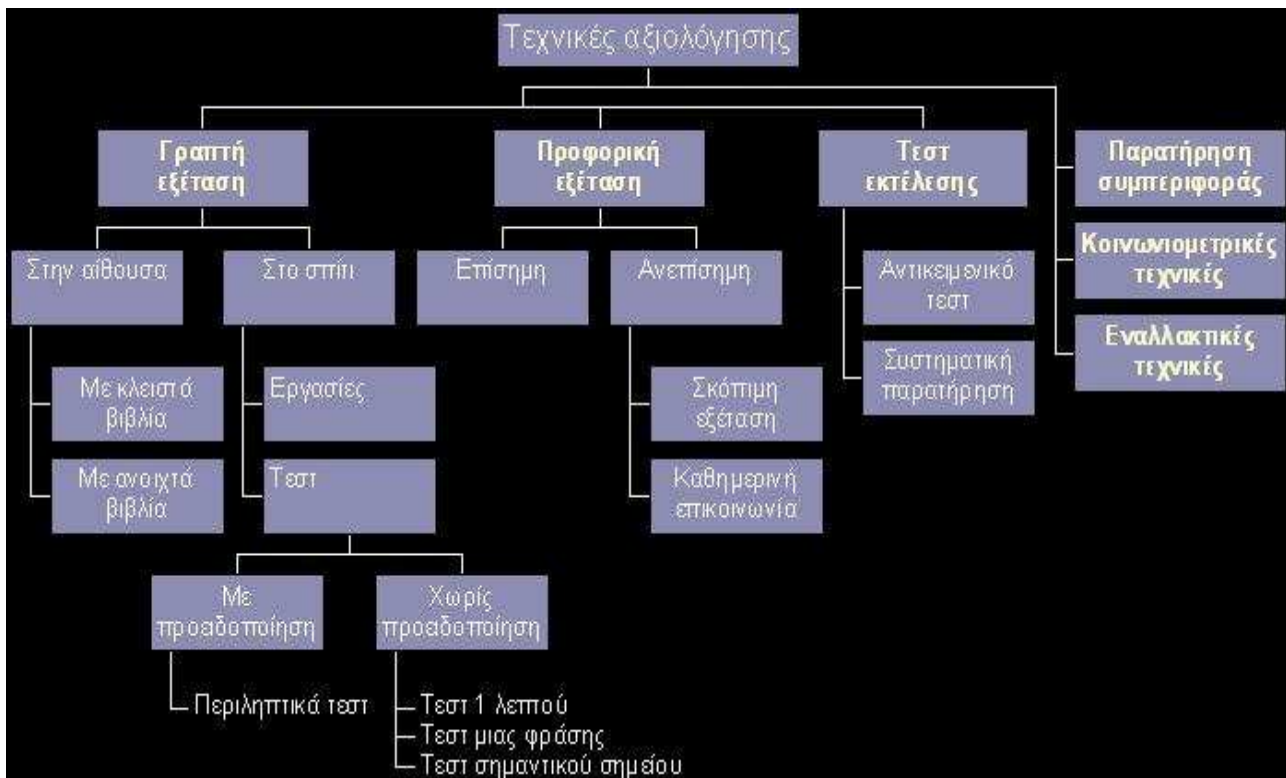 Τεχνικές αξιολόγησης
Γραπτή
εξέταση
Προφορική
εξέταση
Τεστ
εκτέλεσης
Παρατήρηση
συμπεριφοράς
Κοινωνιομετρικές
τεχνικές
Εναλλακτικές
τεχνικές
Στην αίθουσα
Στο σπίτι
Επίσημη
Ανεπίσημη
Αντικειμενικό
τεστ
Συστηματική
παρατήρηση
Με κλειστά
βιβλία
Με ανοιχτά
βιβλία
Εργασίες
Τεστ
Σκόπιμη
εξέταση
Καθημερινή
επικοινωνία
Με
προειδοποίηση
Χωρίς
προειδοποίηση
Περιληπτικά τεστ
Τεστ 1 λεπτού
Τεστ μιας φράσης
Τεστ σημαντικού σημείου